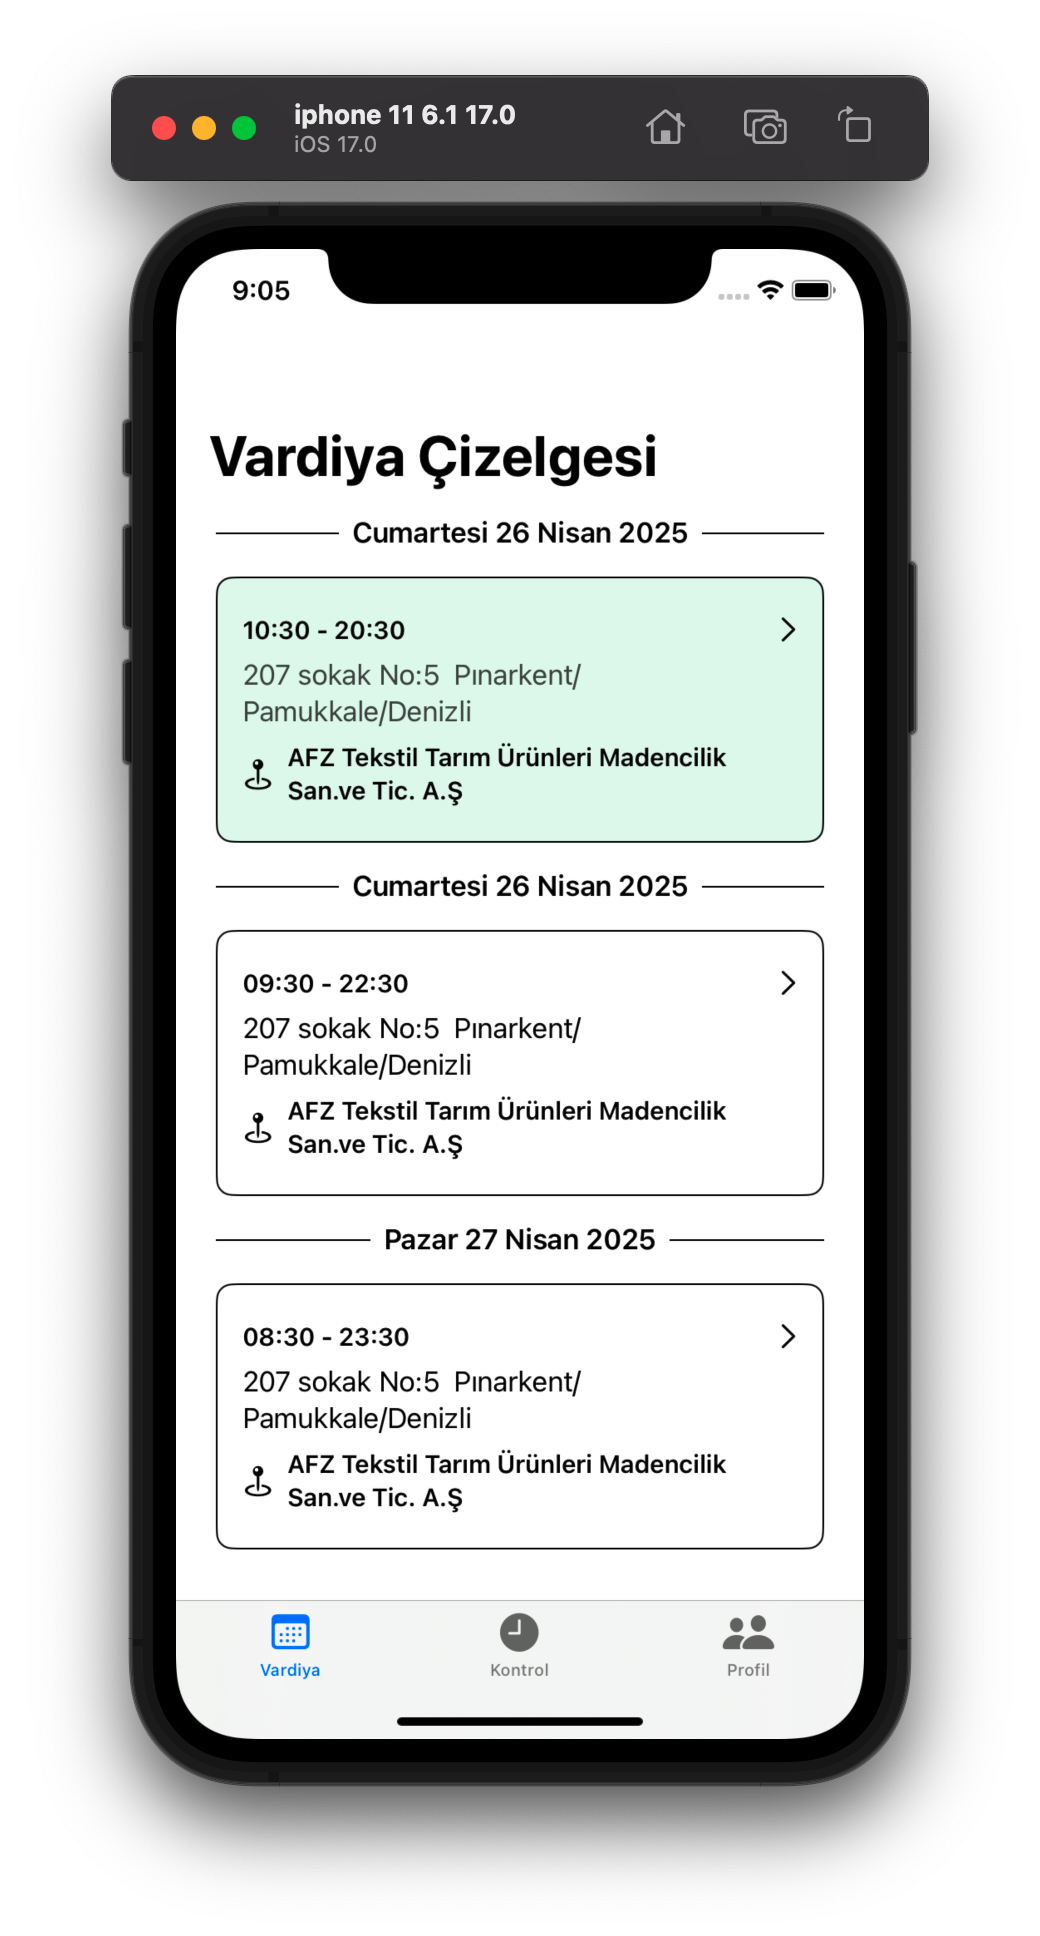 iphone 11 6.1 17.0
iOS 17.0
9:05
Vardiya Çizelgesi
Cumartesi 26 Nisan 2025
10:30 - 20:30
207 sokak No:5  Pınarkent/
Pamukkale/Denizli
AFZ Tekstil Tarım Ürünleri Madencilik
San.ve Tic. A.Ş
Cumartesi 26 Nisan 2025
09:30 - 22:30
207 sokak No:5  Pınarkent/
Pamukkale/Denizli
AFZ Tekstil Tarım Ürünleri Madencilik
San.ve Tic. A.Ş
Pazar 27 Nisan 2025
08:30 - 23:30
207 sokak No:5  Pınarkent/
Pamukkale/Denizli
AFZ Tekstil Tarım Ürünleri Madencilik
San.ve Tic. A.Ş
Vardiya
Kontrol
Profil